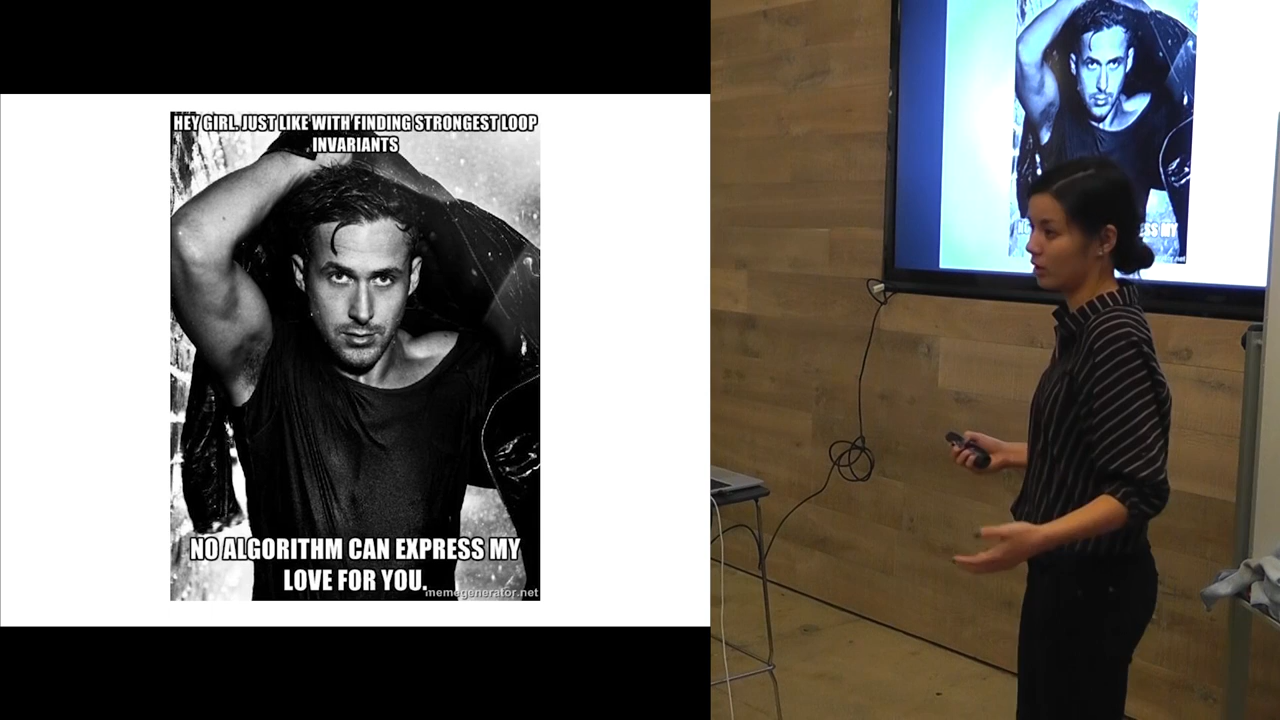 HEY GIRL. JUST LIKE WITH FINDING STRONGEST LOOP
INVARIANTS
NO ALGORITHM CAN EXPRESS MY
LOVE FOR YOU.
memegenerator.net